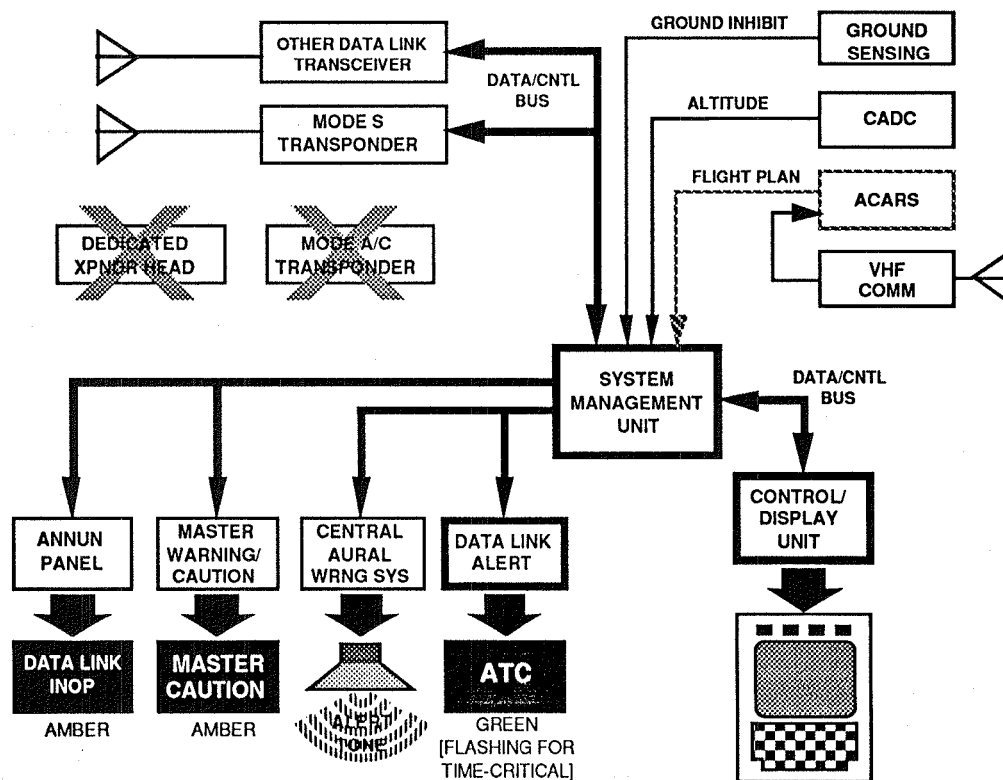 OTHER DATA LINK
TRANSCEIVER
MODE S
TRANSPONDER
DATA/CNTL
BUS
GROUND INHIBIT
GROUND
SENSING
ALTITUDE
CADC
FLIGHT PLAN
ACARS
VHF
COMM
DEDICATED
XPNDR HEAD
MODE A/C
TRANSPONDER
SYSTEM
MANAGEMENT
UNIT
DATA/CNTL
BUS
CONTROL/
DISPLAY
UNIT
ANNUN
PANEL
MASTER
WARNING/
CAUTION
CENTRAL
AURAL
WRNG SYS
DATA LINK
ALERT
DATA LINK
INOP
AMBER
MASTER
CAUTION
AMBER
ALERT
TONE
ATC
GREEN
[FLASHING FOR
TIME-CRITICAL]